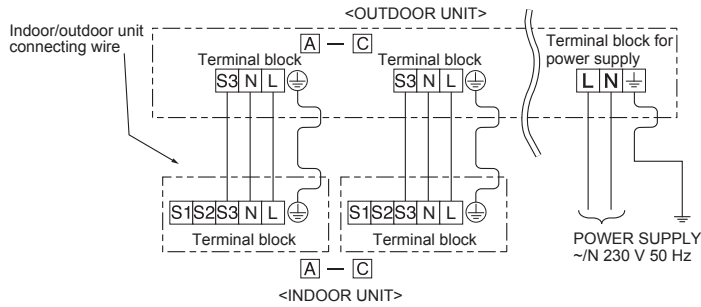 <OUTDOOR UNIT>
Indoor/outdoor unit
connecting wire
A — C
Terminal block
S3 N L
Terminal block
S3 N L
Terminal block for
power supply
L N
S1 S2 S3 N L
Terminal block
S1 S2 S3 N L
Terminal block
POWER SUPPLY
~/N 230 V 50 Hz
A — C
<INDOOR UNIT>